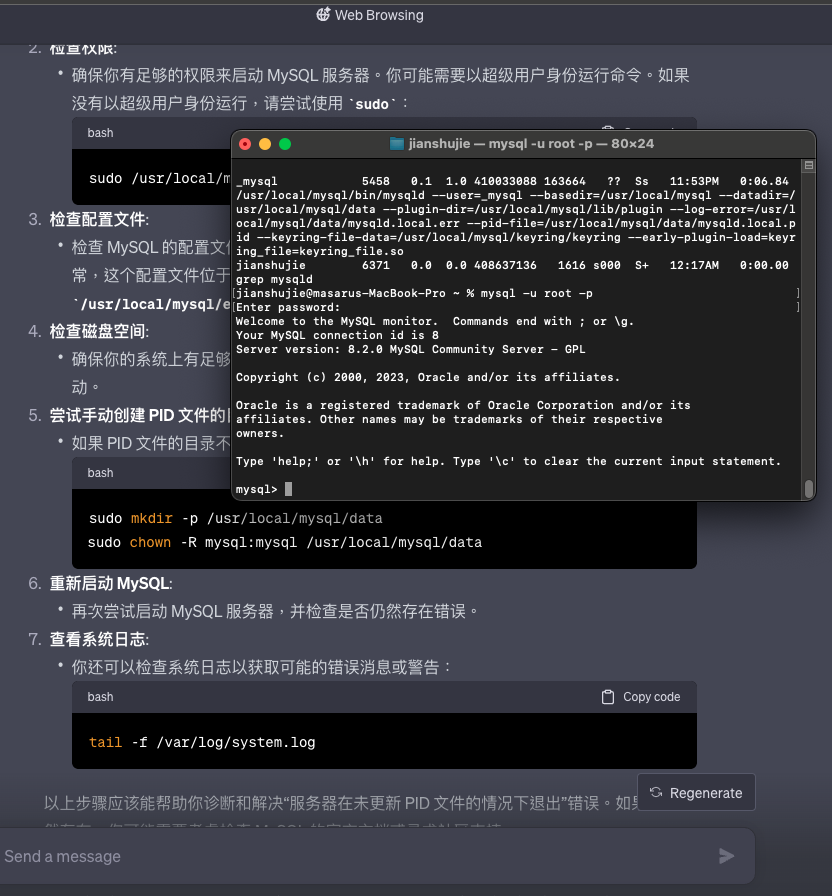 Web Browsing
2. 检查权限:
• 确保你有足够的权限来启动 MySQL 服务器。你可能需要以超级用户身份运行命令。如果
没有以超级用户身份运行，请尝试使用 `sudo`：
bash
sudo /usr/local/m
3. 检查配置文件:
• 检查 MySQL 的配置文
常，这个配置文件位于
`/usr/local/mysql/e
4. 检查磁盘空间:
• 确保你的系统上有足够
动。
5. 尝试手动创建 PID 文件的
• 如果 PID 文件的目录不
bash
sudo mkdir -p /usr/local/mysql/data
sudo chown -R mysql:mysql /usr/local/mysql/data
6. 重新启动 MySQL:
• 再次尝试启动 MySQL 服务器，并检查是否仍然存在错误。
7. 查看系统日志:
• 你还可以检查系统日志以获取可能的错误消息或警告：
bash
Copy code
tail -f /var/log/system.log
以上步骤应该能帮助你诊断和解决“服务器在未更新 PID 文件的情况下退出”错误。如
Regenerate
Send a message
jianshujie — mysql -u root -p — 80×24
_mysql 5458 0.1 1.0 410033088 163664 ?? Ss 11:53PM 0:06.84
/usr/local/mysql/bin/mysqld --user=_mysql --basedir=/usr/local/mysql --datadir=/
usr/local/mysql/data --plugin-dir=/usr/local/mysql/lib/plugin --log-error=/usr/l
ocal/mysql/data/mysqld.local.err --pid-file=/usr/local/mysql/data/mysqld.local.p
id --keyring-file-data=/usr/local/mysql/keyring/keyring --early-plugin-load=keyr
ing_file=keyring_file.so
jianshujie 6371 0.0 0.0 408637136 1616 s000 S+ 12:17AM 0:00.00
grep mysqld
[jianshujie@masarus-MacBook-Pro ~ % mysql -u root -p ]
[Enter password: ]
Welcome to the MySQL monitor. Commands end with ; or \g.
Your MySQL connection id is 8
Server version: 8.2.0 MySQL Community Server - GPL
Copyright (c) 2000, 2023, Oracle and/or its affiliates.
Oracle is a registered trademark of Oracle Corporation and/or its
affiliates. Other names may be trademarks of their respective
owners.
Type 'help;' or '\h' for help. Type '\c' to clear the current input statement.
mysql>